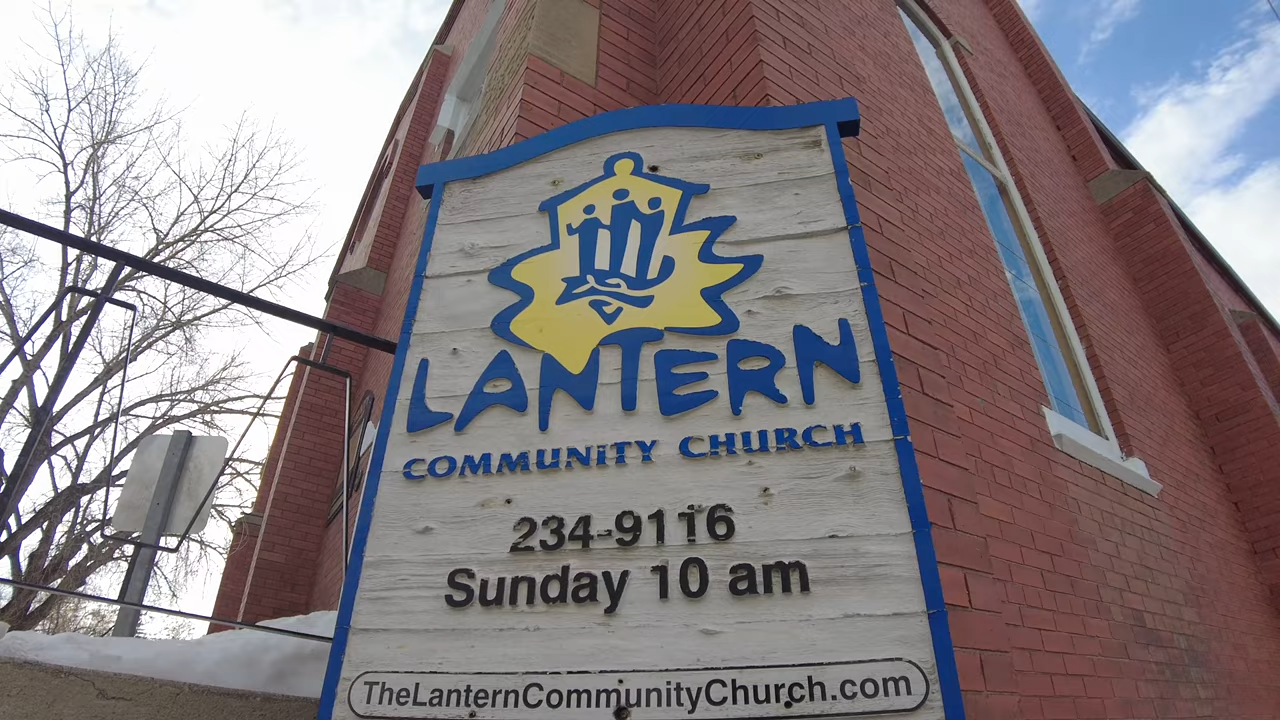 LANTERN
COMMUNITY CHURCH
234-9116
Sunday 10 am
TheLanternCommunityChurch.com